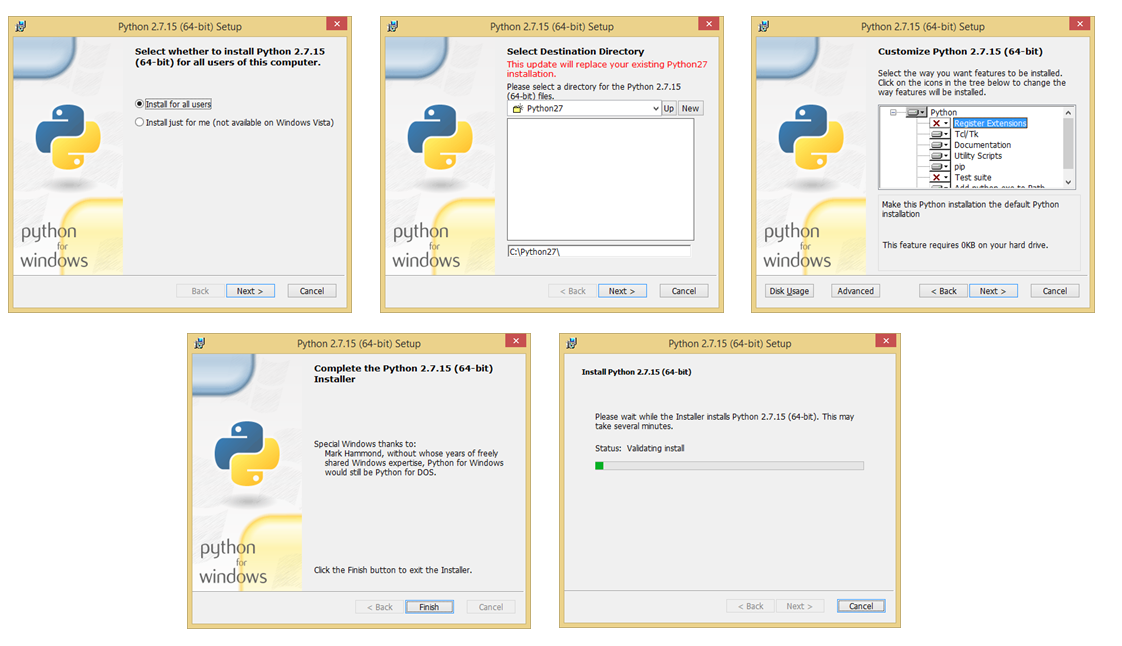 Python 2.7.15 (64-bit) Setup
Select whether to install Python 2.7.15
(64-bit) for all users of this computer.
Install for all users
Install just for me (not available on Windows Vista)
python
for
windows
Back
Next >
Cancel
Python 2.7.15 (64-bit) Setup
Select Destination Directory
This update will replace your existing Python27
installation.
Please select a directory for the Python 2.7.15
(64-bit) files.
Python27
Up
New
C:\Python27\
python
for
windows
< Back
Next >
Cancel
Python 2.7.15 (64-bit) Setup
Customize Python 2.7.15 (64-bit)
Select the way you want features to be installed.
Click on the icons in the tree below to change the
way features will be installed.
Python
Register Extensions
Tcl/Tk
Documentation
Utility Scripts
pip
Test suite
Add python.exe to Path
Make this Python installation the default Python
installation
This feature requires 0KB on your hard drive.
python
for
windows
Disk Usage
Advanced
< Back
Next >
Cancel
Python 2.7.15 (64-bit) Setup
Complete the Python 2.7.15 (64-bit)
Installer
Special Windows thanks to:
Mark Hammond, without whose years of freely
shared Windows expertise, Python for Windows
would still be Python for DOS.
Click the Finish button to exit the Installer.
python
for
windows
< Back
Finish
Cancel
Python 2.7.15 (64-bit) Setup
Install Python 2.7.15 (64-bit)
Please wait while the Installer installs Python 2.7.15 (64-bit). This may
take several minutes.
Status: Validating install
< Back
Next >
Cancel